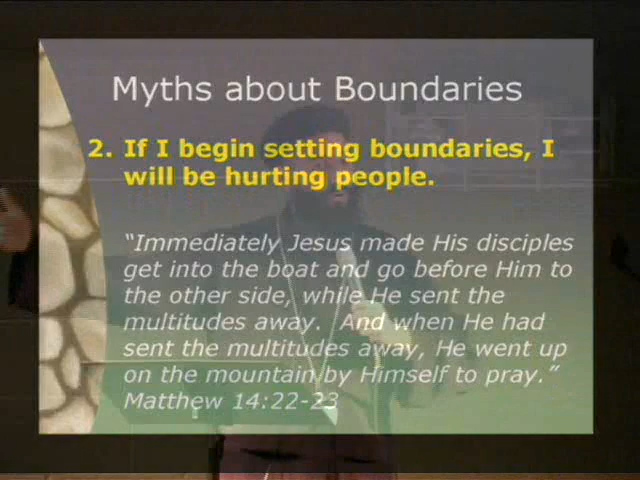 Myths about Boundaries
2. If I begin setting boundaries, I
will be hurting people.
“Immediately Jesus made His disciples
get into the boat and go before Him to
the other side, while He sent the
multitudes away. And when He had
sent the multitudes away, He went up
on the mountain by Himself to pray.”
Matthew 14:22-23